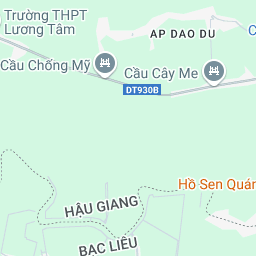 Trường THPT
Lương Tâm
AP DAO DU
Cầu Chống Mỹ
Cầu Cây Me
DT930B
Hồ Sen Quán
HẬU GIANG
BẠC LIÊU